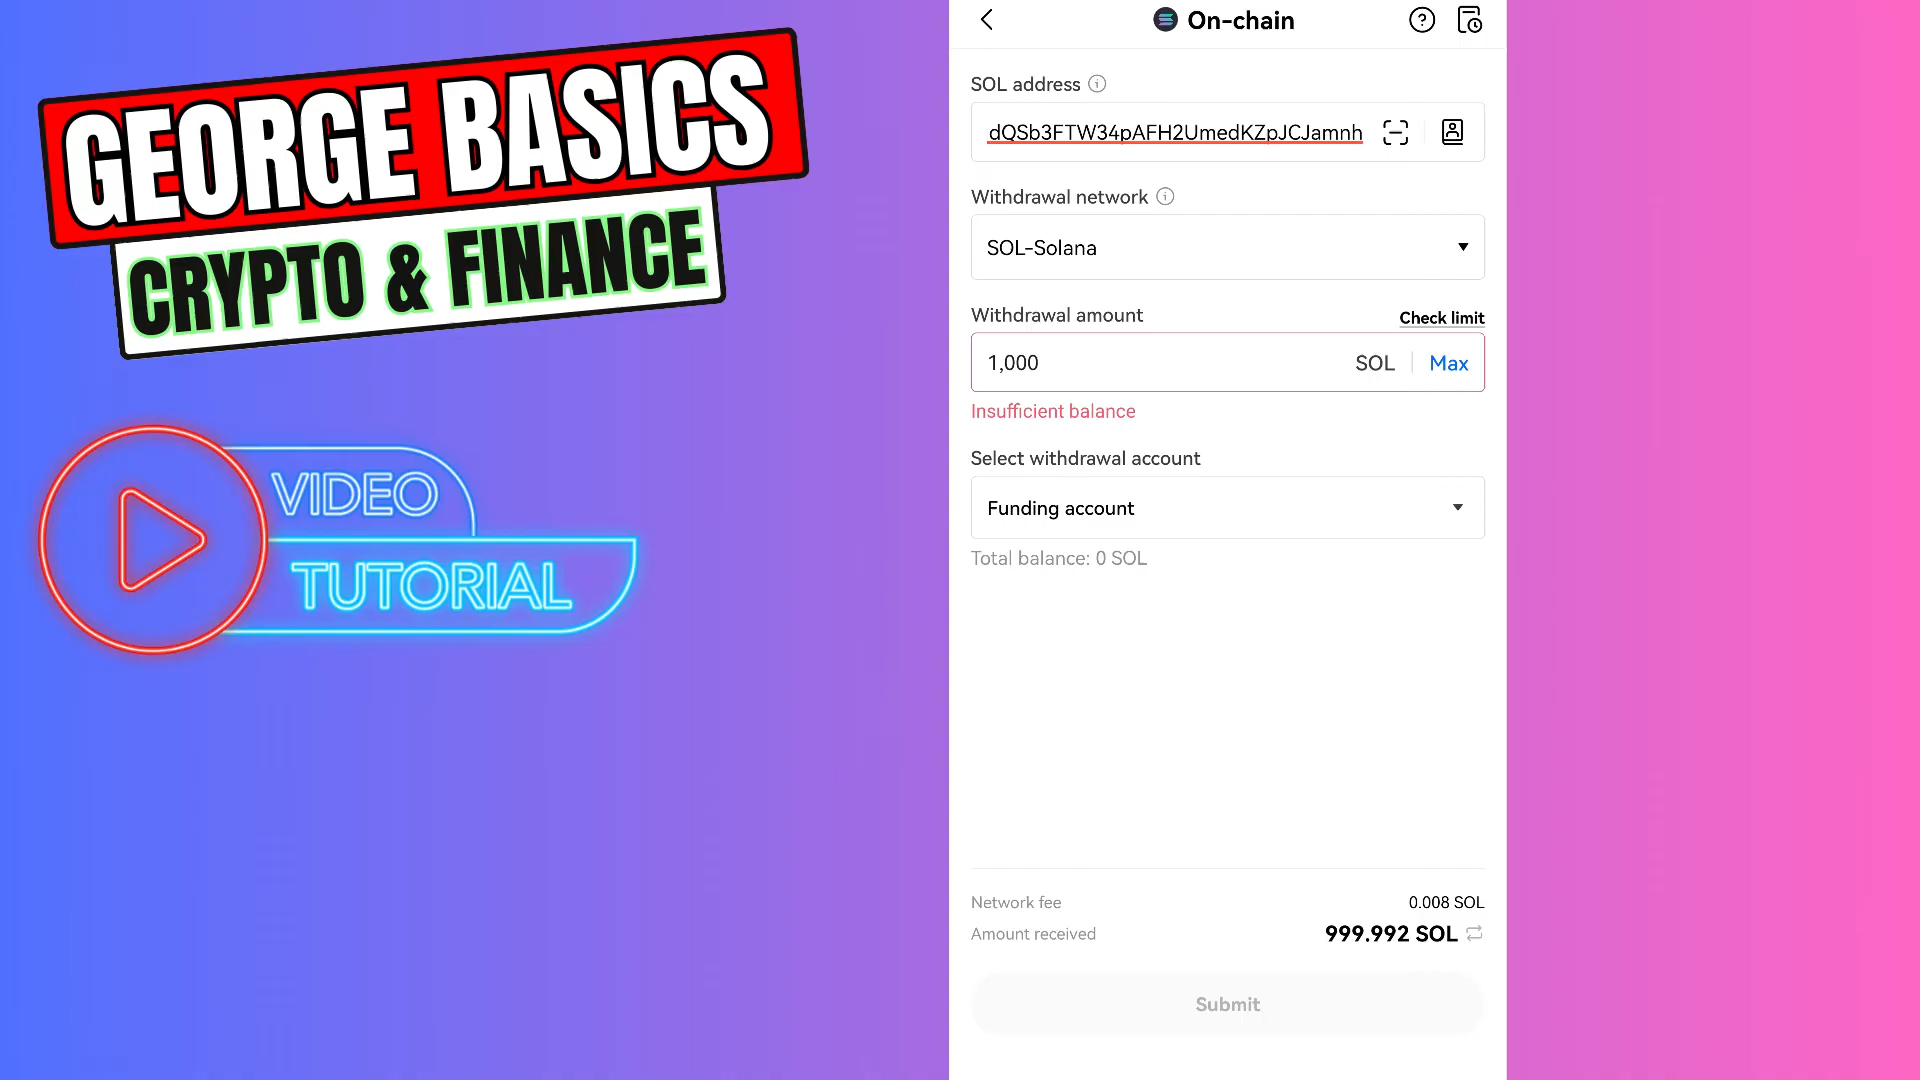 GEORGE BASICS
CRYPTO & FINANCE
VIDEO
TUTORIAL
On-chain
SOL address
dQSb3FTW34pAFH2UmedKZpJCJamnh
Withdrawal network
SOL-Solana
Withdrawal amount
Check limit
1,000 SOL Max
Insufficient balance
Select withdrawal account
Funding account
Total balance: 0 SOL
Network fee 0.008 SOL
Amount received 999.992 SOL
Submit